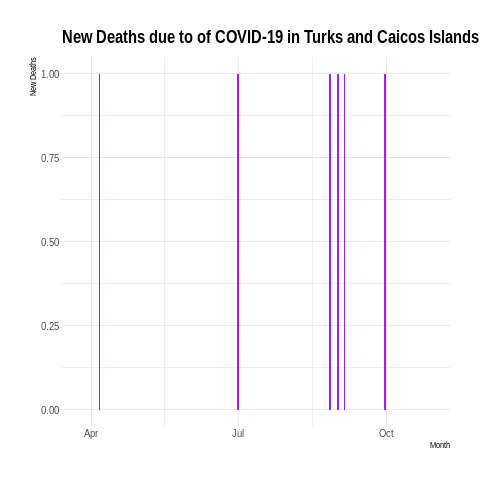 New Deaths due to of COVID-19 in Turks and Caicos Islands
New Deaths
1.00
0.75
0.50
0.25
0.00
Apr Jul Oct
Month